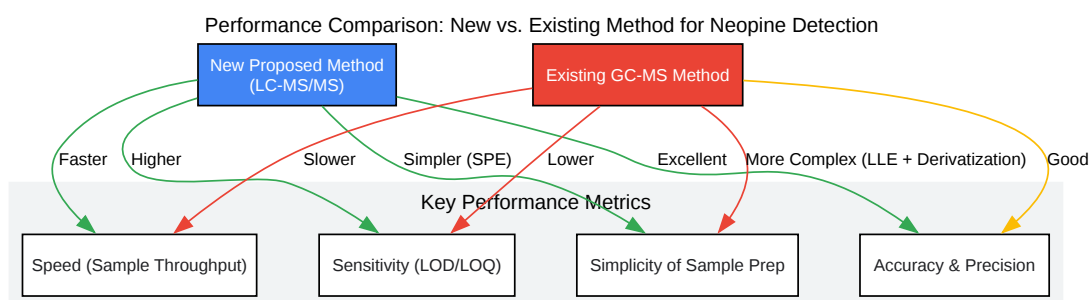 Performance Comparison: New vs. Existing Method for Neopine Detection
New Proposed Method
(LC-MS/MS)
Existing GC-MS Method
Faster
Higher
Slower
Simpler (SPE)
Lower
Excellent
More Complex (LLE + Derivatization)
Good
Key Performance Metrics
Speed (Sample Throughput)
Sensitivity (LOD/LOQ)
Simplicity of Sample Prep
Accuracy & Precision